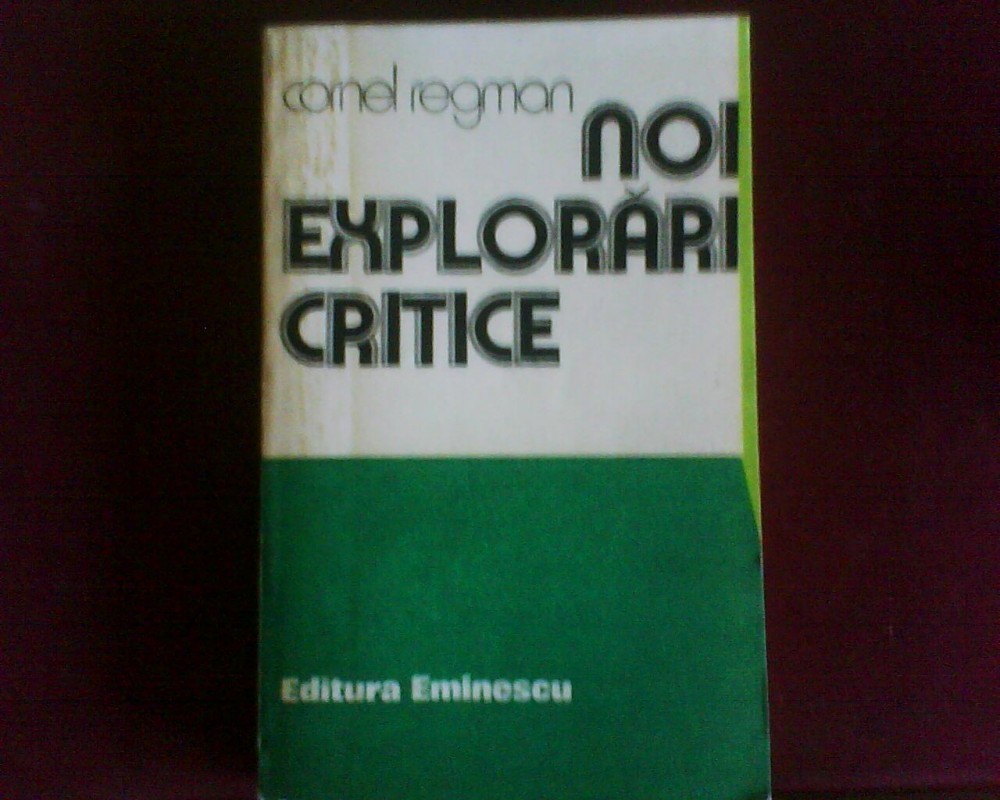 cornel regman
NOI
EXPLORĂRI
CRITICE
Editura Eminescu